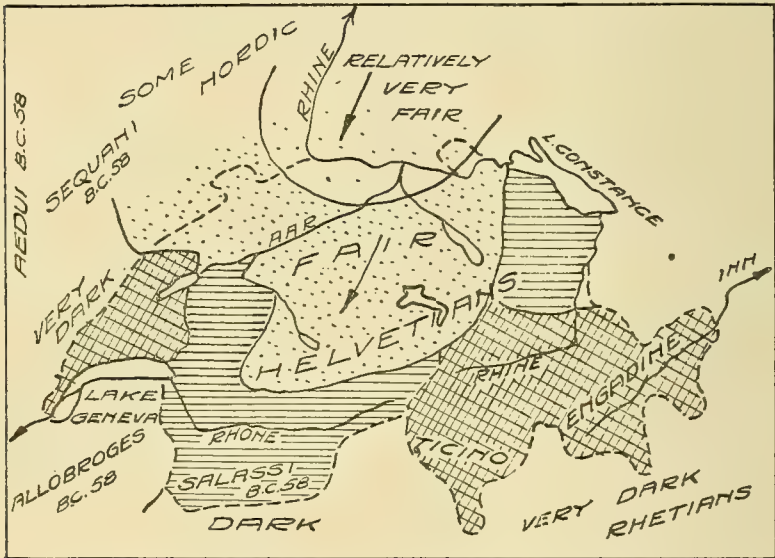 SOME NORDIC
RHINE
RELATIVELY
VERY
FAIR
AEDUI B.C. 58
SEQUANI
B.C. 58
L. CONSTANCE
AAR
FAIR
HELVETIANS
VERY
DARK
INN
RHINE
ENGADINE
LAKE
GENEVA
RHONE
TICINO
ALLOBROGES
B.C. 58
SALASSI
B.C. 58
DARK
VERY DARK
RHETIANS